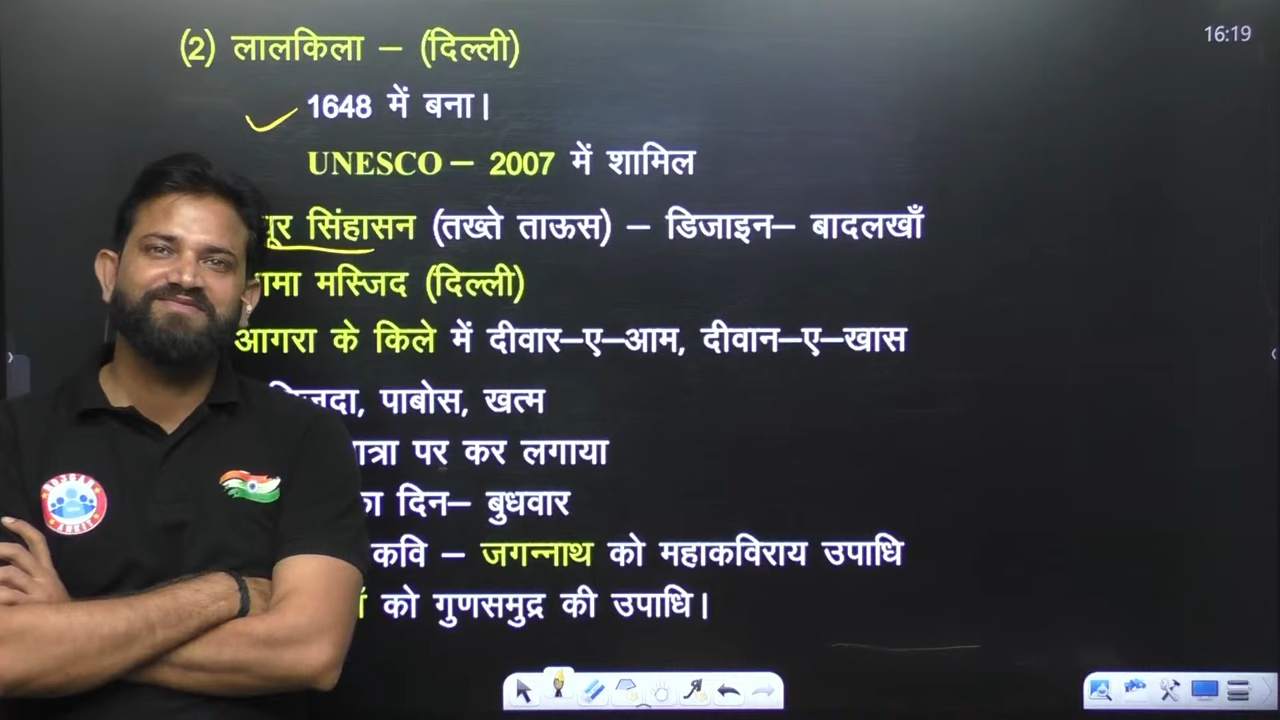 (2) लालकिला – (दिल्ली)
16:19
1648 में बना।
UNESCO – 2007 में शामिल
सिंहासन (तख्ते ताऊस) – डिजाइन– बादलखाँ
मस्जिद (दिल्ली)
आगरा के किले में दीवार–ए–आम, दीवान–ए–खास
पाबोस, खत्म
पर कर लगाया
दिन– बुधवार
कवि – जगन्नाथ को महाकविराय उपाधि
को गुणसमुद्र की उपाधि।
ANKIT